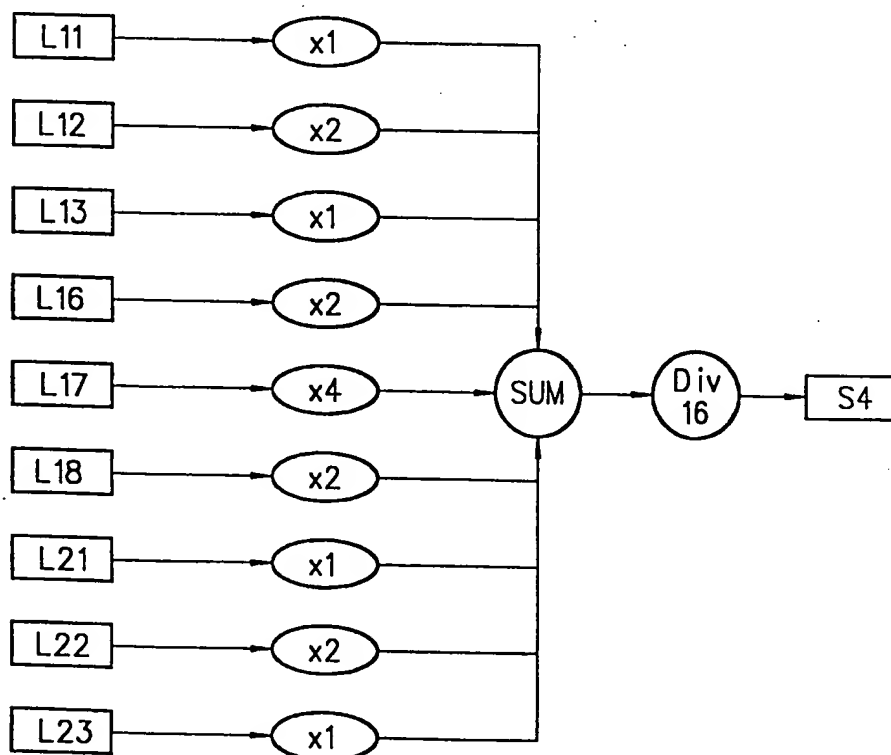 L11 x1
L12 x2
L13 x1
L16 x2
L17 x4 SUM Div 16 S4
L18 x2
L21 x1
L22 x2
L23 x1